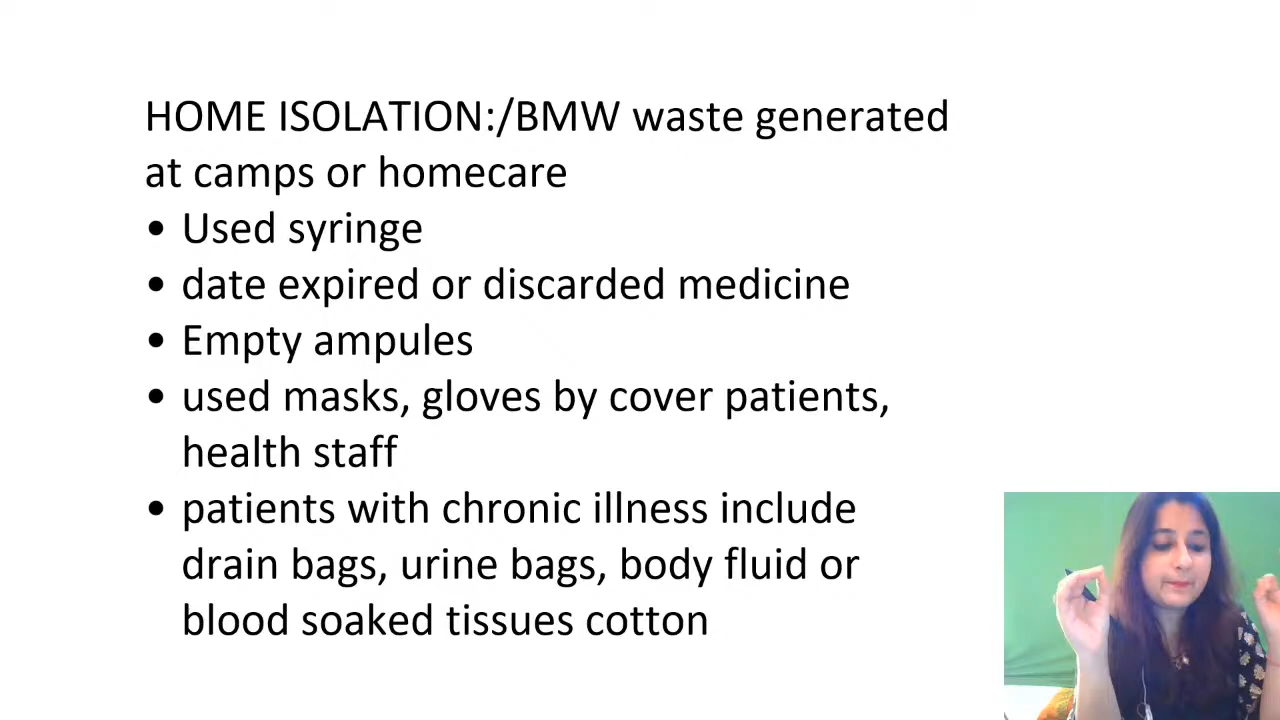 HOME ISOLATION:/BMW waste generated
at camps or homecare
• Used syringe
• date expired or discarded medicine
• Empty ampules
• used masks, gloves by cover patients,
health staff
• patients with chronic illness include
drain bags, urine bags, body fluid or
blood soaked tissues cotton